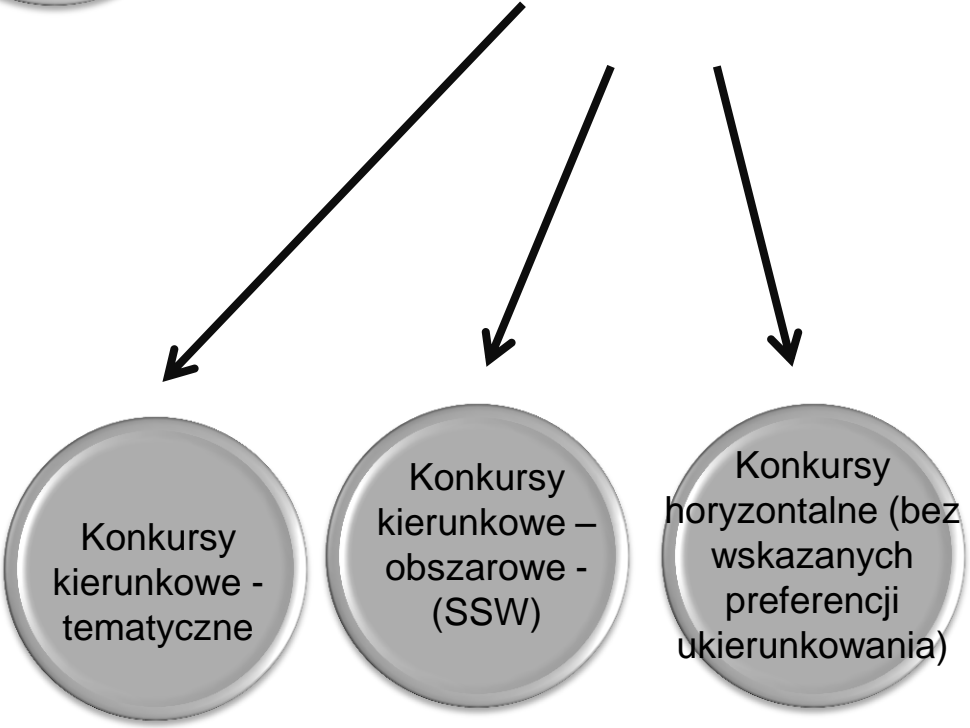 Konkursy
kierunkowe -
tematyczne
Konkursy
kierunkowe –
obszarowe -
(SSW)
Konkursy
horyzontalne (bez
wskazanych
preferencji
ukierunkowania)